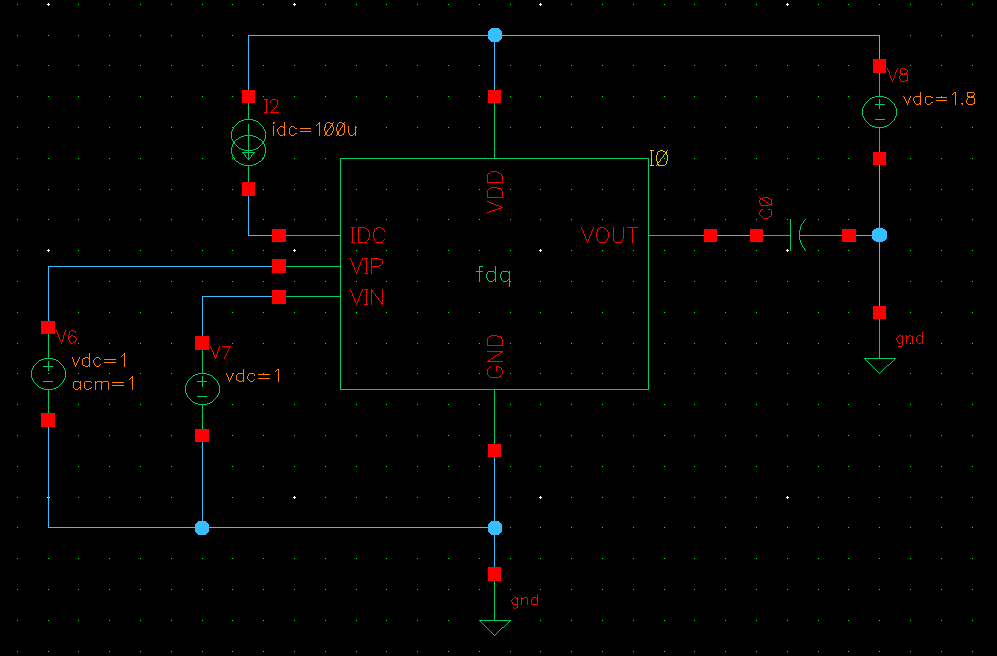 I2
idc=100u
V8
vdc=1.8
I0
VDD
C0
IDC
VOUT
VIP
fdq
VIN
V6
vdc=1
acm=1
V7
vdc=1
GND
gnd
gnd